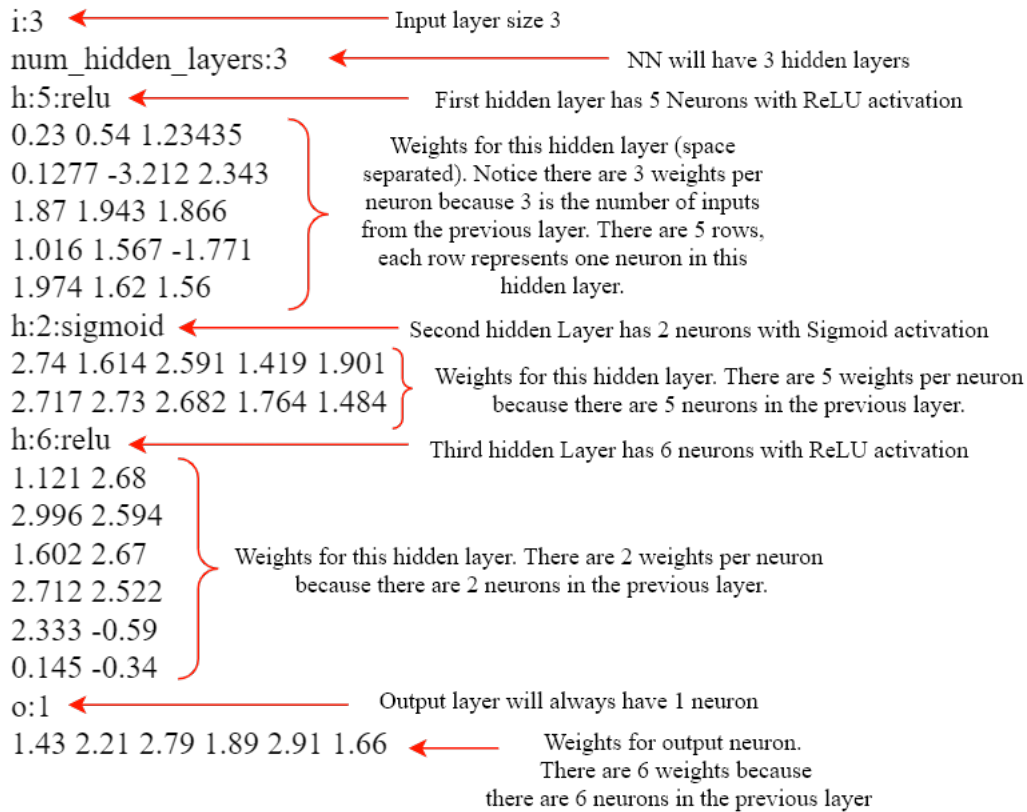 i:3 Input layer size 3
num_hidden_layers:3 NN will have 3 hidden layers
h:5:relu First hidden layer has 5 Neurons with ReLU activation
0.23 0.54 1.23435
0.1277 -3.212 2.343
1.87 1.943 1.866
1.016 1.567 -1.771
1.974 1.62 1.56
Weights for this hidden layer (space
separated). Notice there are 3 weights per
neuron because 3 is the number of inputs
from the previous layer. There are 5 rows,
each row represents one neuron in this
hidden layer.
h:2:sigmoid Second hidden Layer has 2 neurons with Sigmoid activation
2.74 1.614 2.591 1.419 1.901
2.717 2.73 2.682 1.764 1.484
Weights for this hidden layer. There are 5 weights per neuron
because there are 5 neurons in the previous layer.
h:6:relu Third hidden Layer has 6 neurons with ReLU activation
1.121 2.68
2.996 2.594
1.602 2.67
2.712 2.522
2.333 -0.59
0.145 -0.34
Weights for this hidden layer. There are 2 weights per neuron
because there are 2 neurons in the previous layer.
o:1 Output layer will always have 1 neuron
1.43 2.21 2.79 1.89 2.91 1.66
Weights for output neuron.
There are 6 weights because
there are 6 neurons in the previous layer